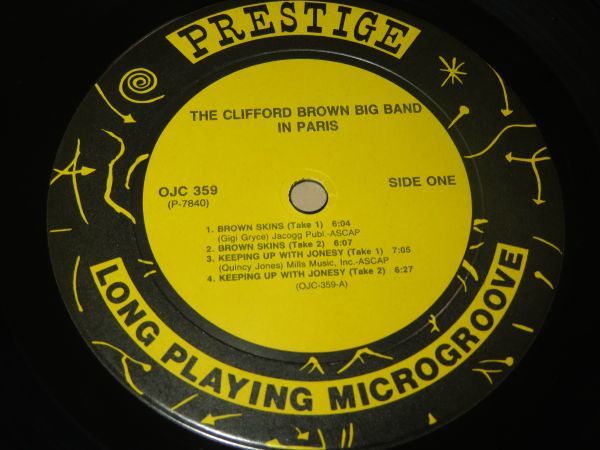 PRESTIGE
THE CLIFFORD BROWN BIG BAND
IN PARIS
OJC 359
(P-7840)
SIDE ONE
1. BROWN SKINS (Take 1) 6:04
(Gigi Gryce) Jacogg Publ.-ASCAP
2. BROWN SKINS (Take 2) 6:07
3. KEEPING UP WITH JONESY (Take 1) 7:05
(Quincy Jones) Mills Music, Inc.-ASCAP
4. KEEPING UP WITH JONESY (Take 2) 6:27
(OJC-359-A)
LONG PLAYING MICROGROOVE